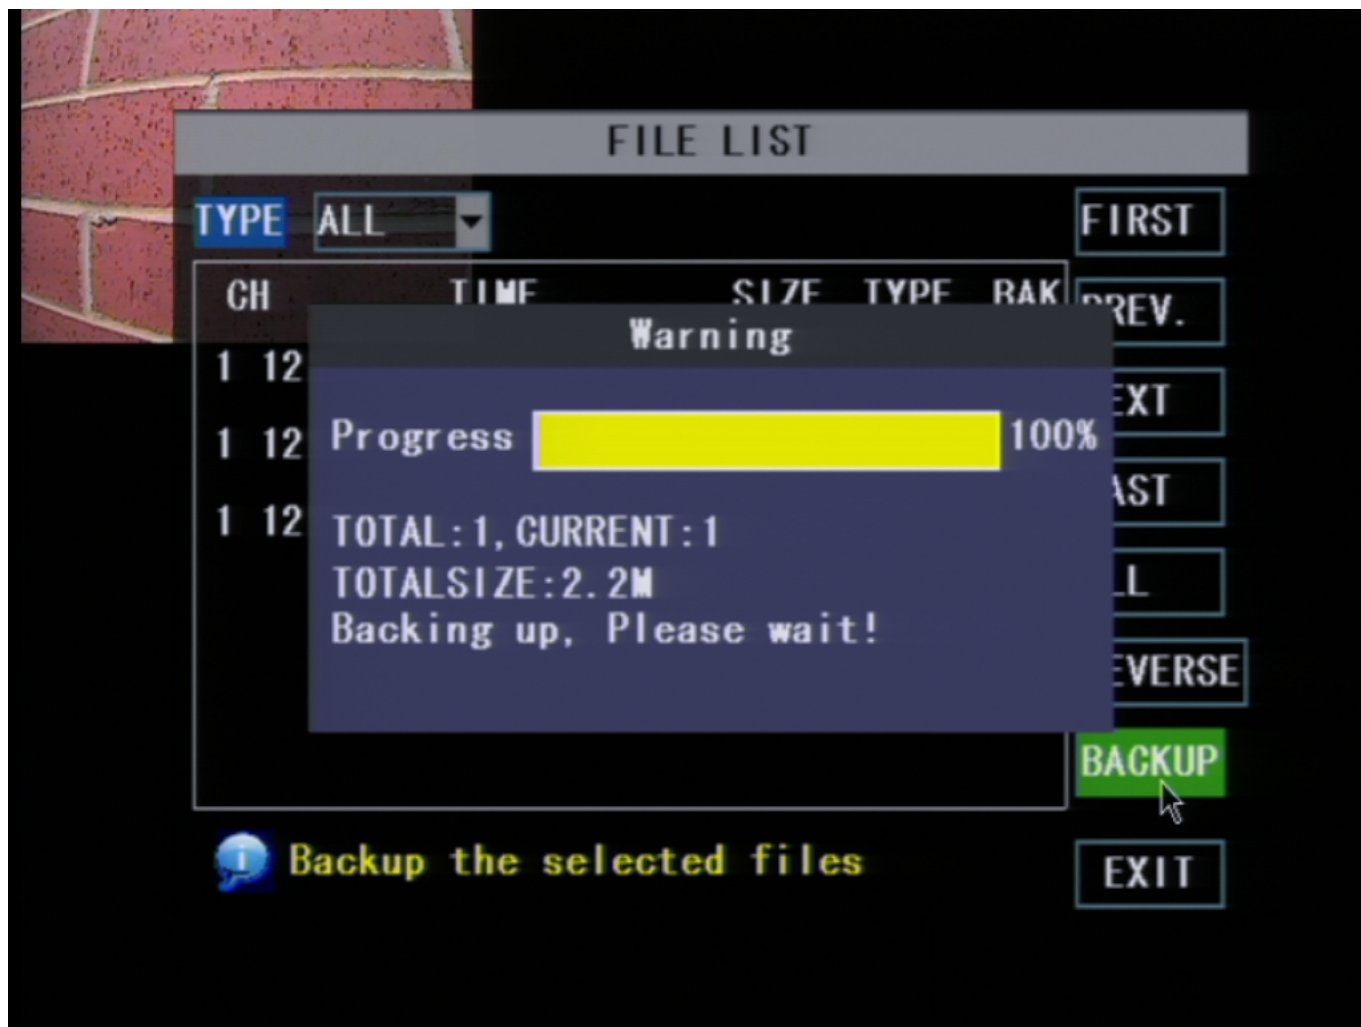 FILE LIST
TYPE ALL FIRST
CH TIME SIZE TYPE BAK
PREV.
Warning
1 12
Progress 100%
1 12
1 12
TOTAL:1,CURRENT:1
TOTALSIZE:2.2M
Backing up, Please wait!
BACKUP
Backup the selected files
EXIT